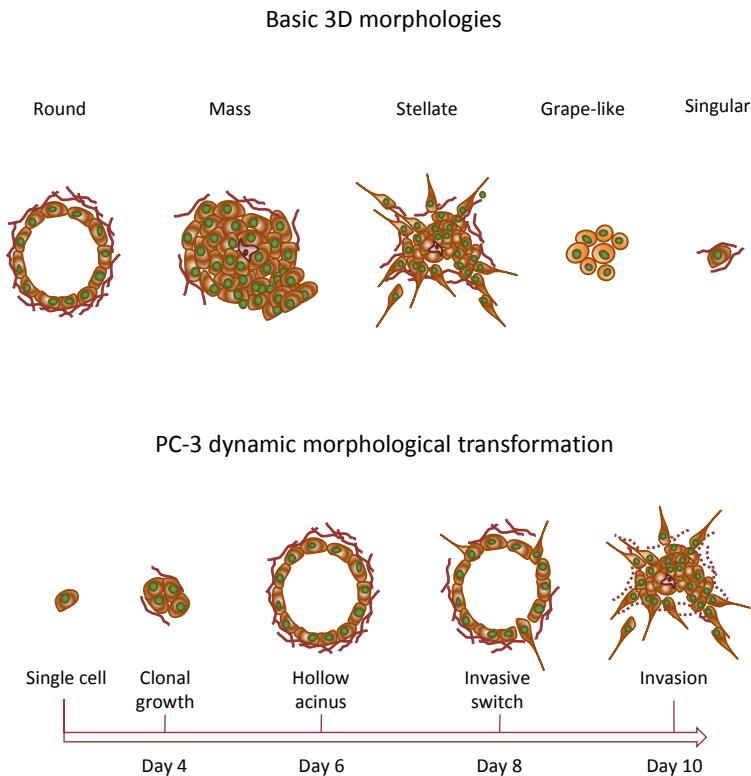 Basic 3D morphologies
Round
Mass
Stellate
Grape-like
Singular
PC-3 dynamic morphological transformation
Single cell
Clonal
growth
Hollow
acinus
Invasive
switch
Invasion
Day 4
Day 6
Day 8
Day 10